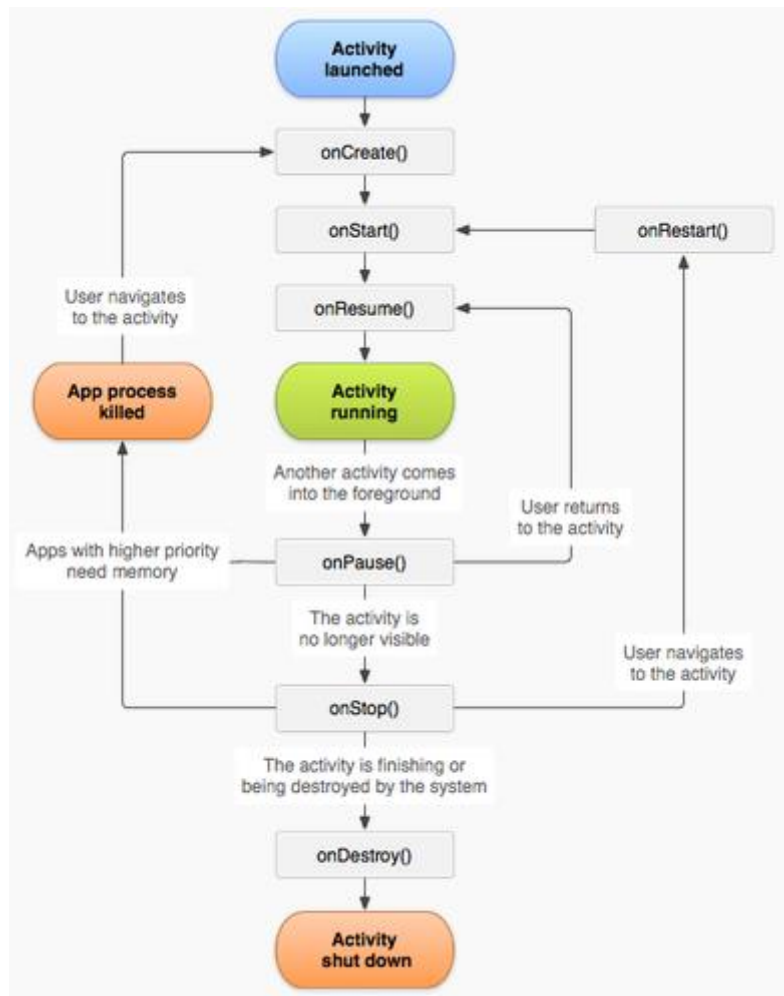 Activity
launched
onCreate()
onStart()
onRestart()
User navigates
to the activity
onResume()
App process
killed
Activity
running
Another activity comes
into the foreground
User returns
to the activity
Apps with higher priority
need memory
onPause()
The activity is
no longer visible
User navigates
to the activity
onStop()
The activity is finishing or
being destroyed by the system
onDestroy()
Activity
shut down